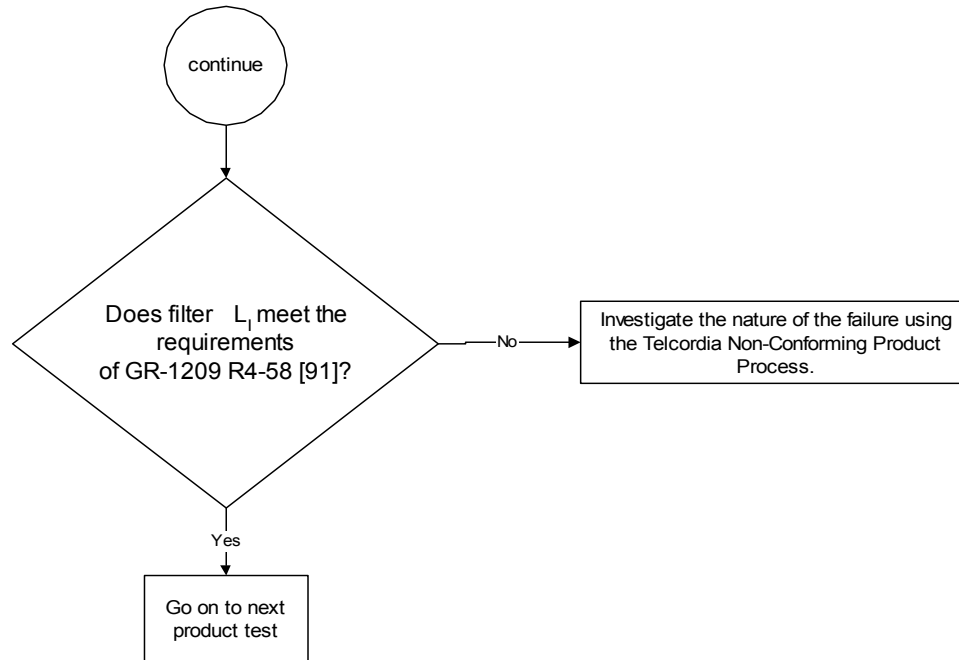 continue
Does filter L_I meet the
requirements
of GR-1209 R4-58 [91]?
No
Investigate the nature of the failure using
the Telcordia Non-Conforming Product
Process.
Yes
Go on to next
product test